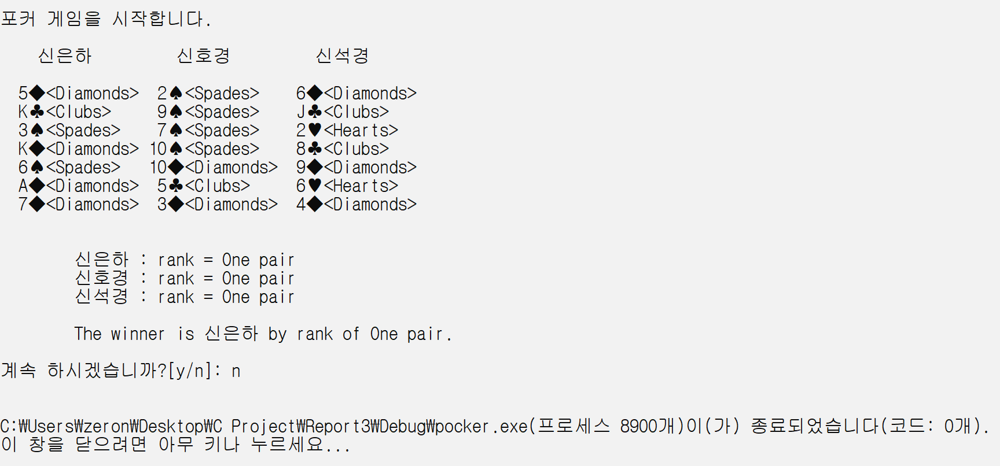 포커 게임을 시작합니다.
신은하 신호경 신석경
5◆<Diamonds> 2♠<Spades> 6◆<Diamonds>
K♣<Clubs> 9♠<Spades> J♣<Clubs>
3♠<Spades> 7♠<Spades> 2♥<Hearts>
K◆<Diamonds> 10♠<Spades> 8♣<Clubs>
6♠<Spades> 10◆<Diamonds> 9◆<Diamonds>
A◆<Diamonds> 5♣<Clubs> 6♥<Hearts>
7◆<Diamonds> 3◆<Diamonds> 4◆<Diamonds>
신은하 : rank = One pair
신호경 : rank = One pair
신석경 : rank = One pair
The winner is 신은하 by rank of One pair.
계속 하시겠습니까?[y/n]: n
C:₩Users₩zeron₩Desktop₩C Project₩Report3₩Debug₩pocker.exe(프로세스 8900개)이(가) 종료되었습니다(코드: 0개).
이 창을 닫으려면 아무 키나 누르세요...